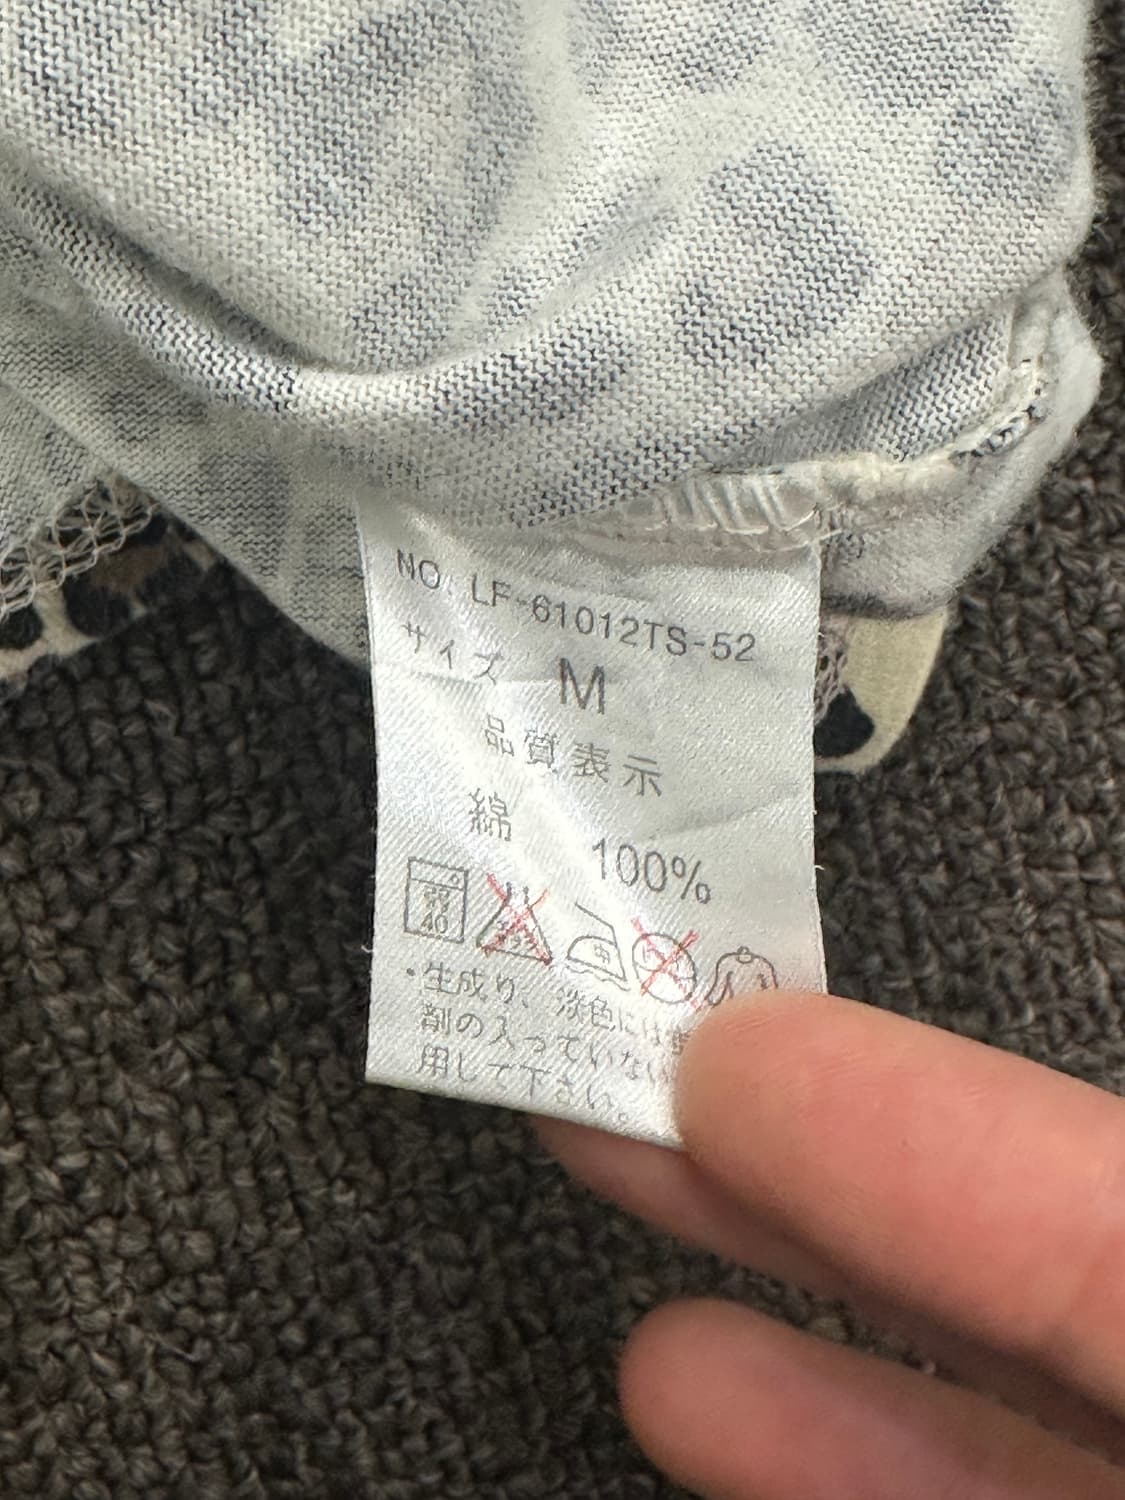 NO. LF-61012TS-52
サイズ M
品質表示
綿 100%
40
・生成り、淡色には
剤の入っていない
用して下さい。